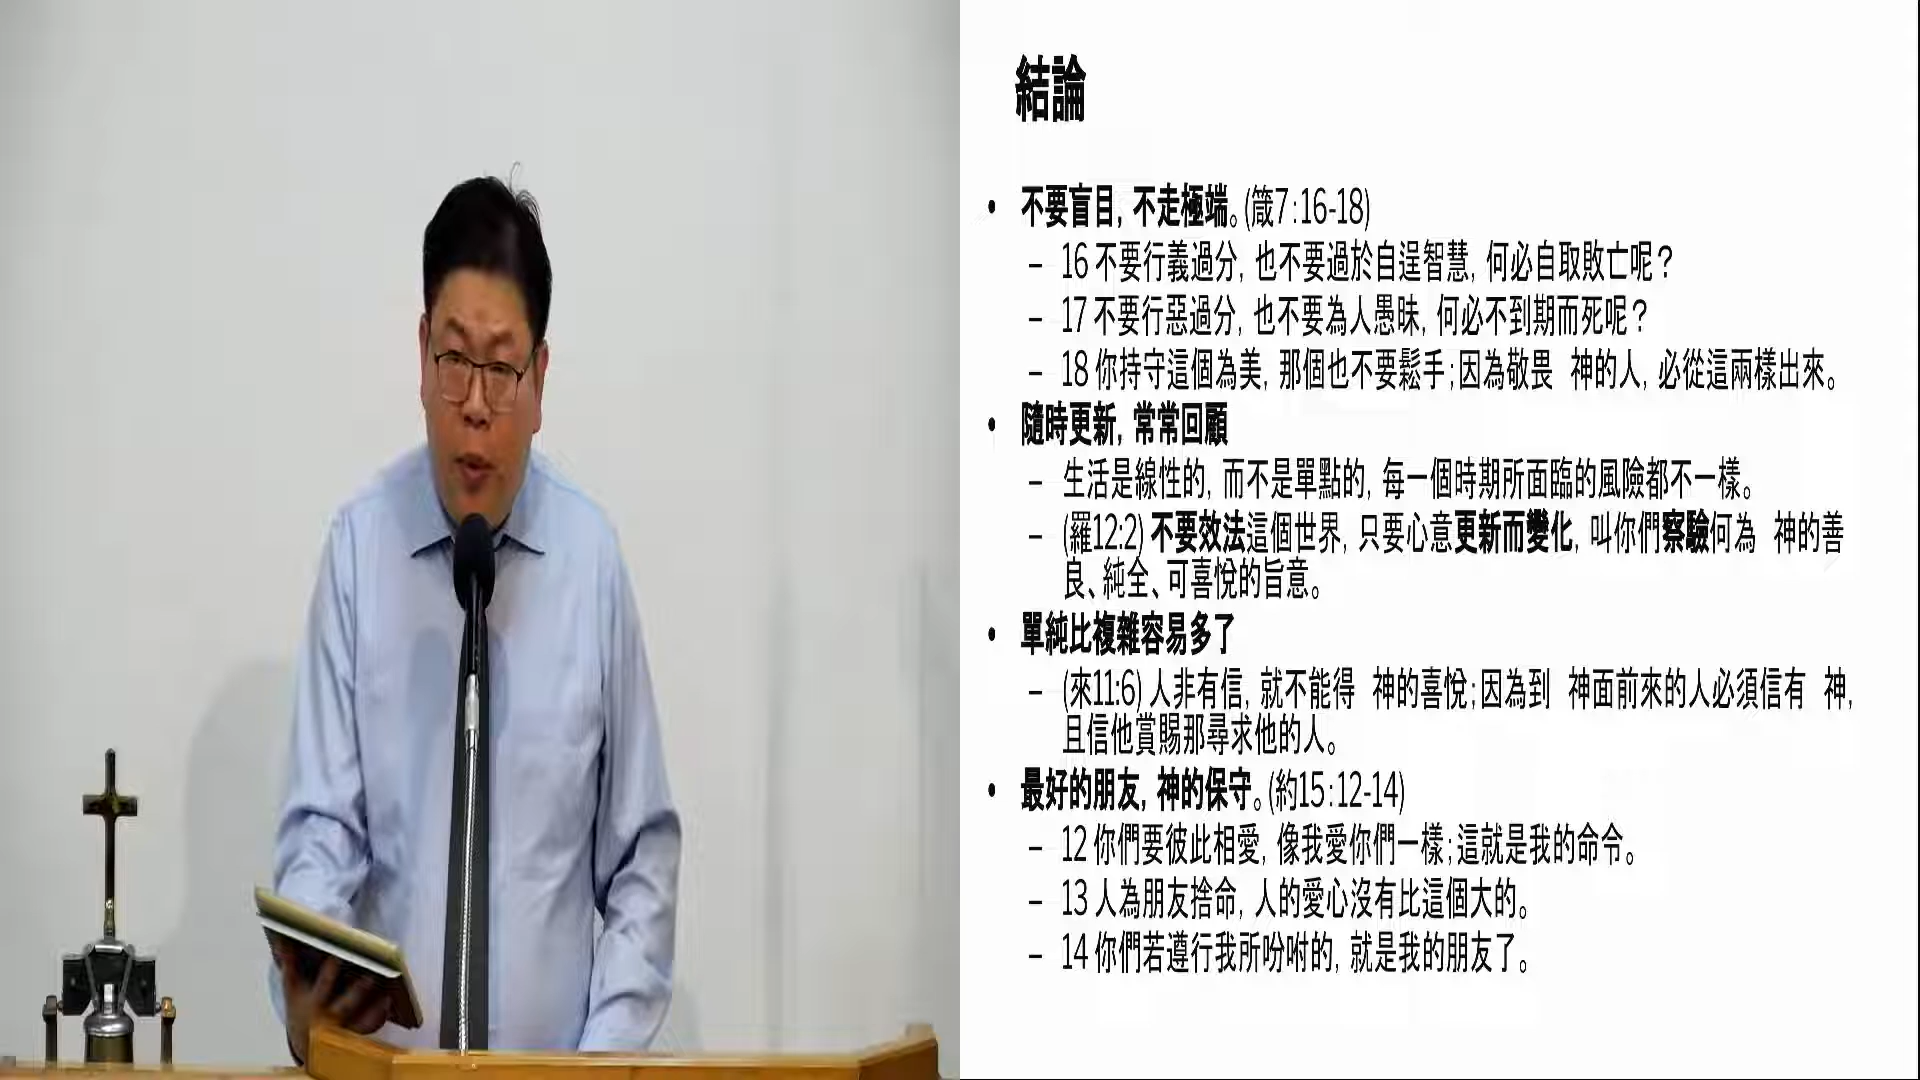 結論
• 不要盲目, 不走極端。(箴7:16-18)
– 16 不要行義過分, 也不要過於自逞智慧, 何必自取敗亡呢？
– 17 不要行惡過分, 也不要為人愚昧, 何必不到期而死呢？
– 18 你持守這個為美, 那個也不要鬆手;因為敬畏　神的人, 必從這兩樣出來。
• 隨時更新, 常常回顧
– 生活是線性的, 而不是單點的, 每一個時期所面臨的風險都不一樣。
– (羅12:2) 不要效法這個世界, 只要心意更新而變化, 叫你們察驗何為　神的善
良、純全、可喜悅的旨意。
• 單純比複雜容易多了
– (來11:6) 人非有信, 就不能得　神的喜悅;因為到　神面前來的人必須信有　神,
且信他賞賜那尋求他的人。
• 最好的朋友, 神的保守。(約15:12-14)
– 12 你們要彼此相愛, 像我愛你們一樣;這就是我的命令。
– 13 人為朋友捨命, 人的愛心沒有比這個大的。
– 14 你們若遵行我所吩咐的, 就是我的朋友了。